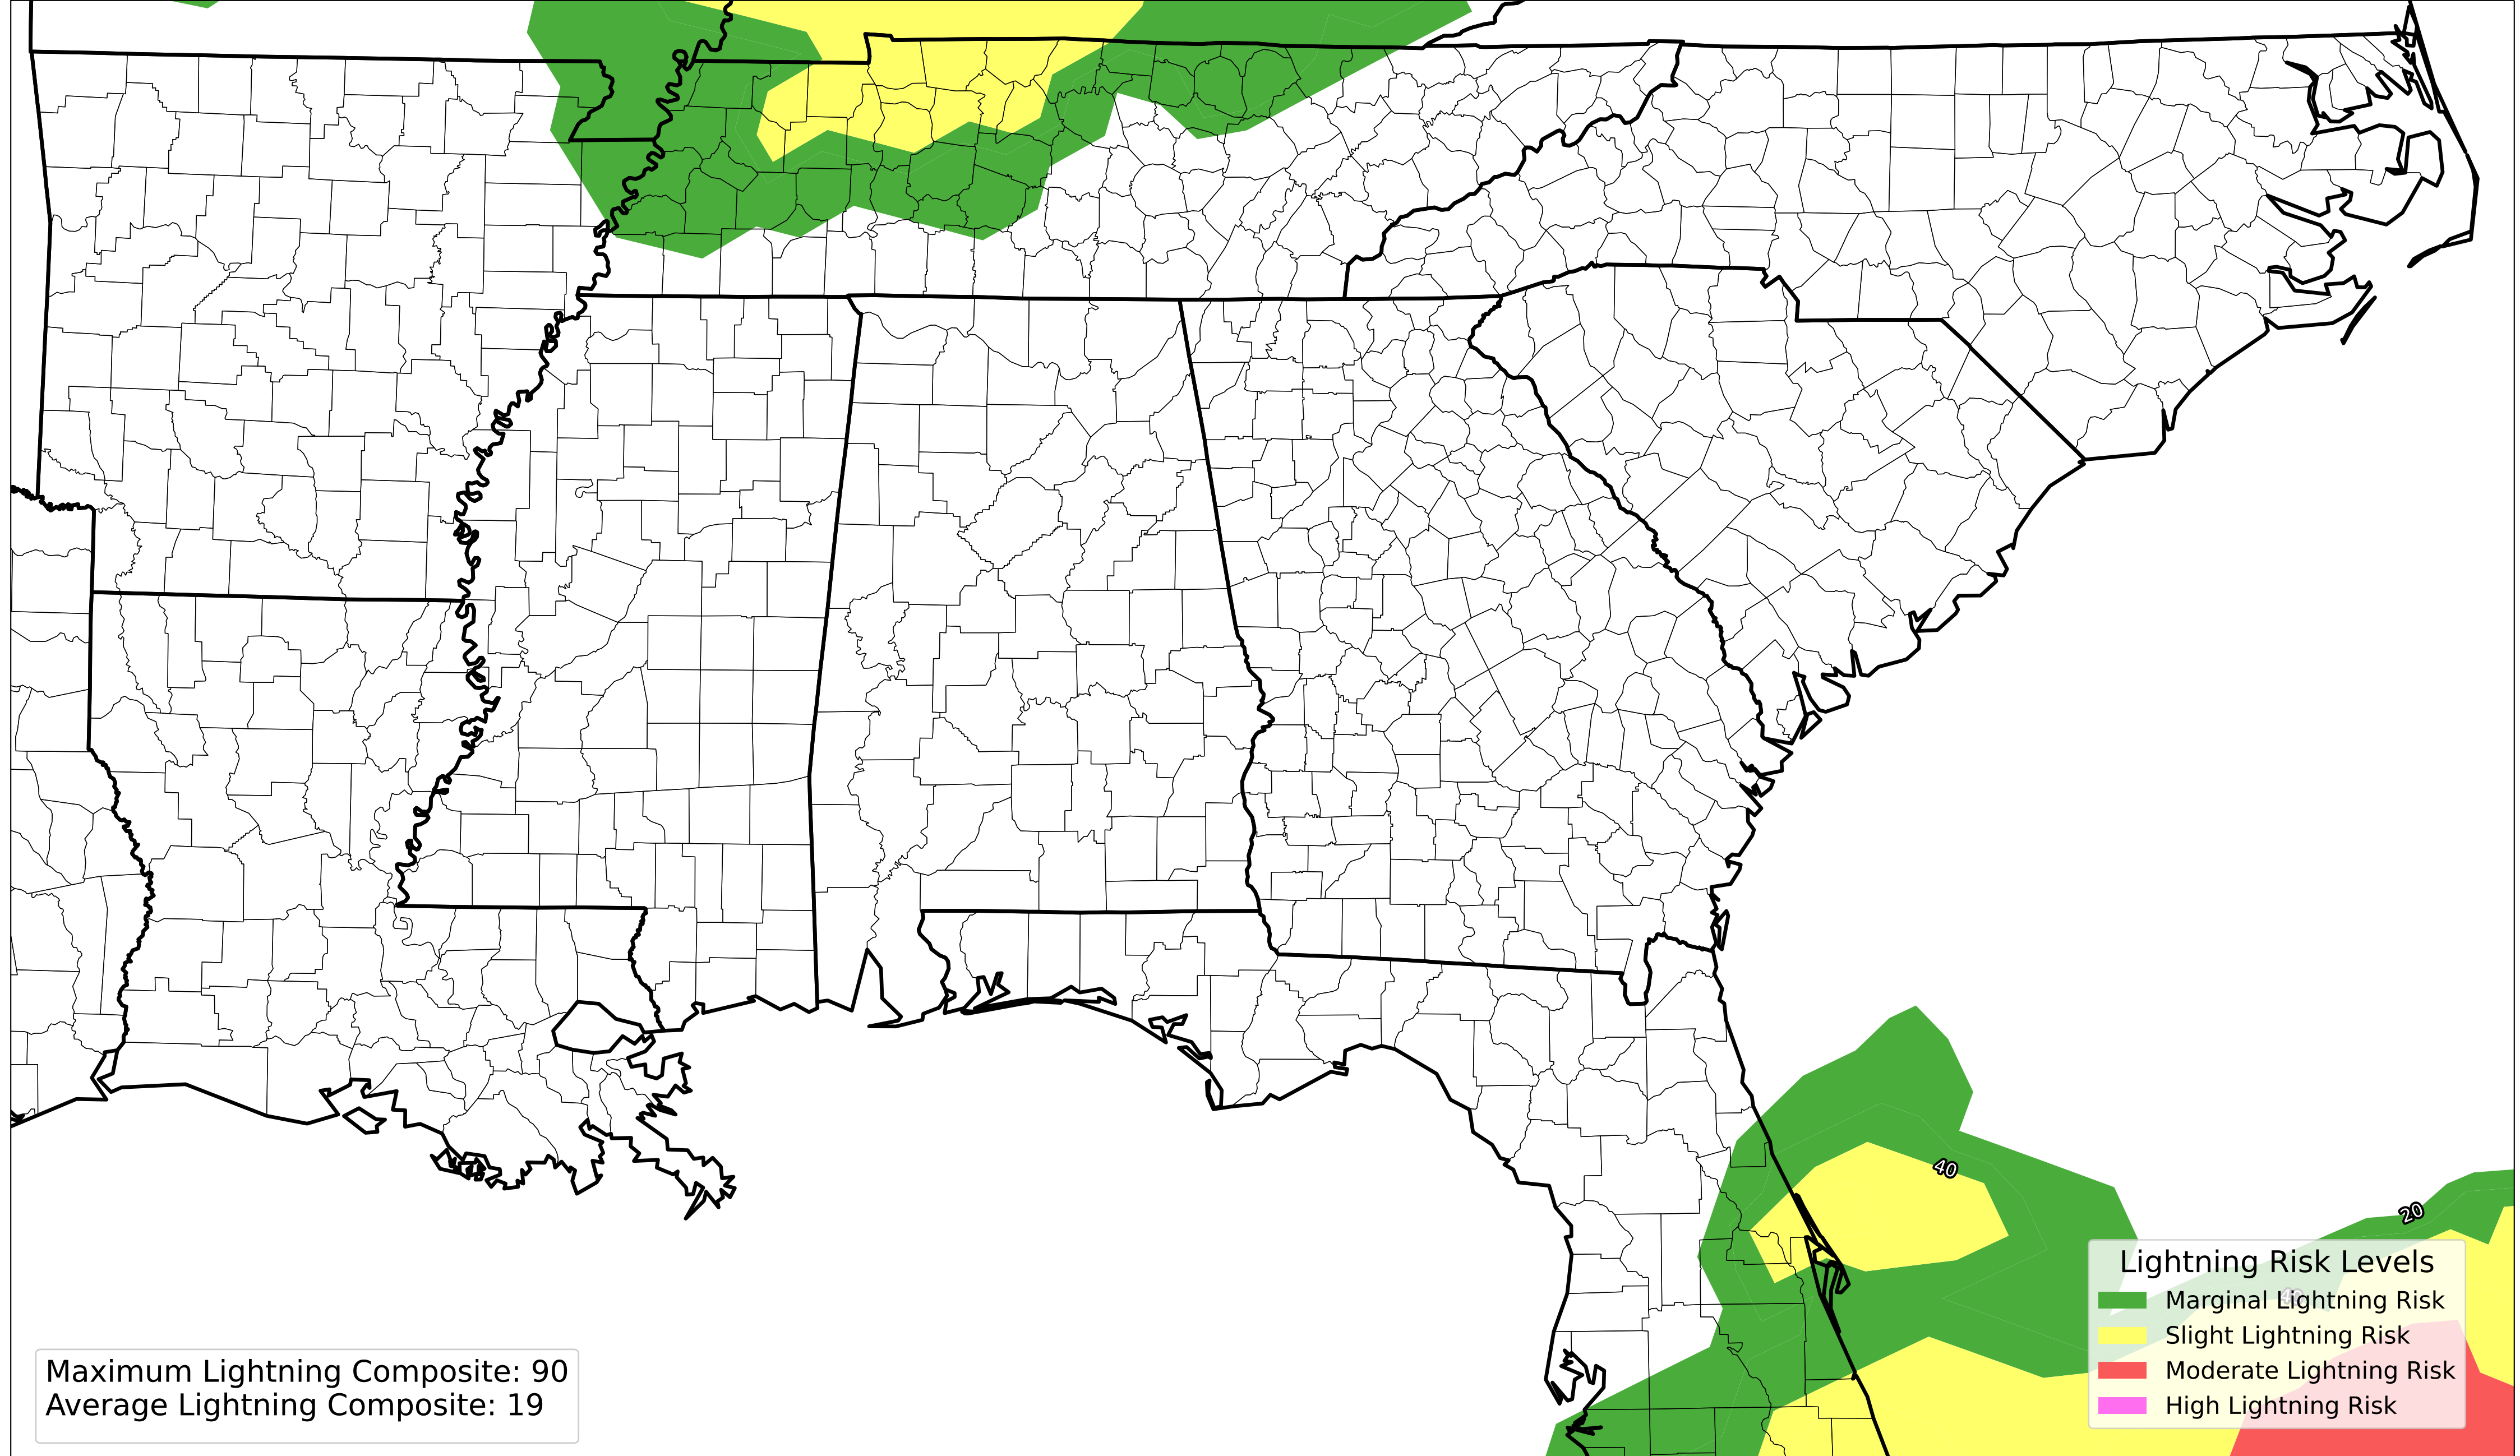 40
20
Lightning Risk Levels
40
Marginal Lightning Risk
Slight Lightning Risk
Moderate Lightning Risk
High Lightning Risk
Maximum Lightning Composite: 90
Average Lightning Composite: 19